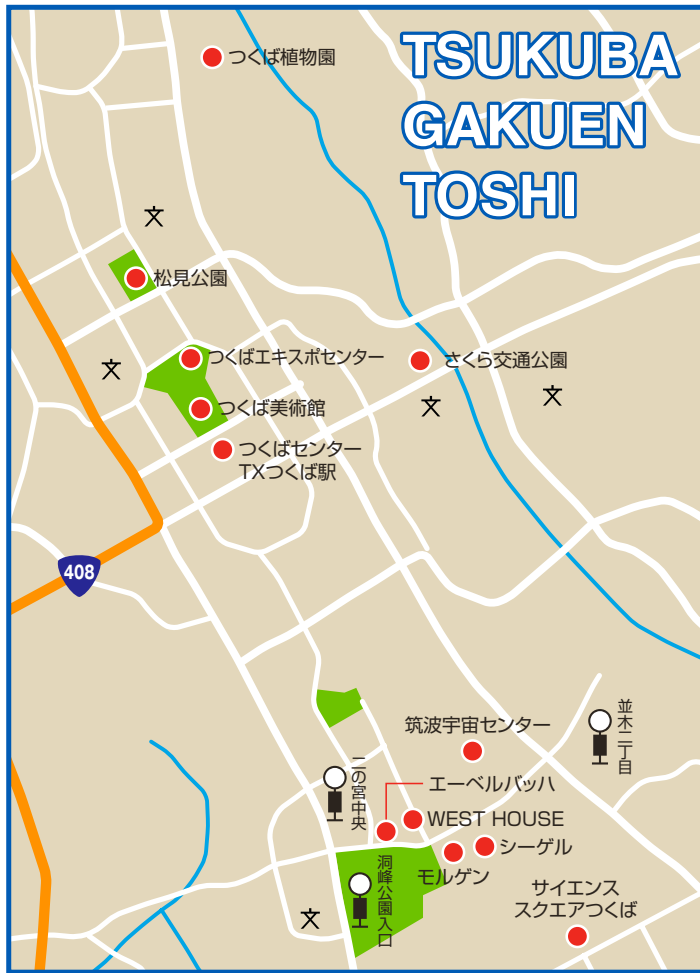 TSUKUBA
GAKUEN
TOSHI
つくば植物園
松見公園
つくばエキスポセンター
さくら交通公園
つくば美術館
つくばセンター
TXつくば駅
408
筑波宇宙センター
並木二丁目
二の宮中央
エーベルバッハ
WEST HOUSE
シーゲル
モルゲン
洞峰公園入口
サイエンス
スクエアつくば